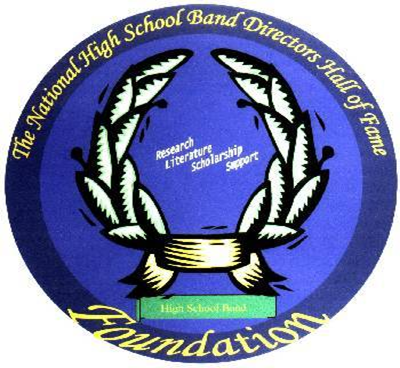 The National High School Band Directors Hall of Fame
Research
Literature
Scholarship
Support
High School Band
Foundation